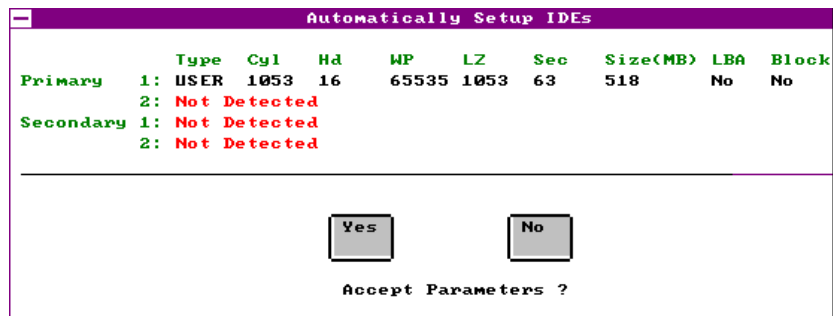 Automatically Setup IDEs
Type Cyl Hd WP LZ Sec Size(MB) LBA Block
Primary 1: USER 1053 16 65535 1053 63 518 No No
2: Not Detected
Secondary 1: Not Detected
2: Not Detected
Yes No
Accept Parameters ?